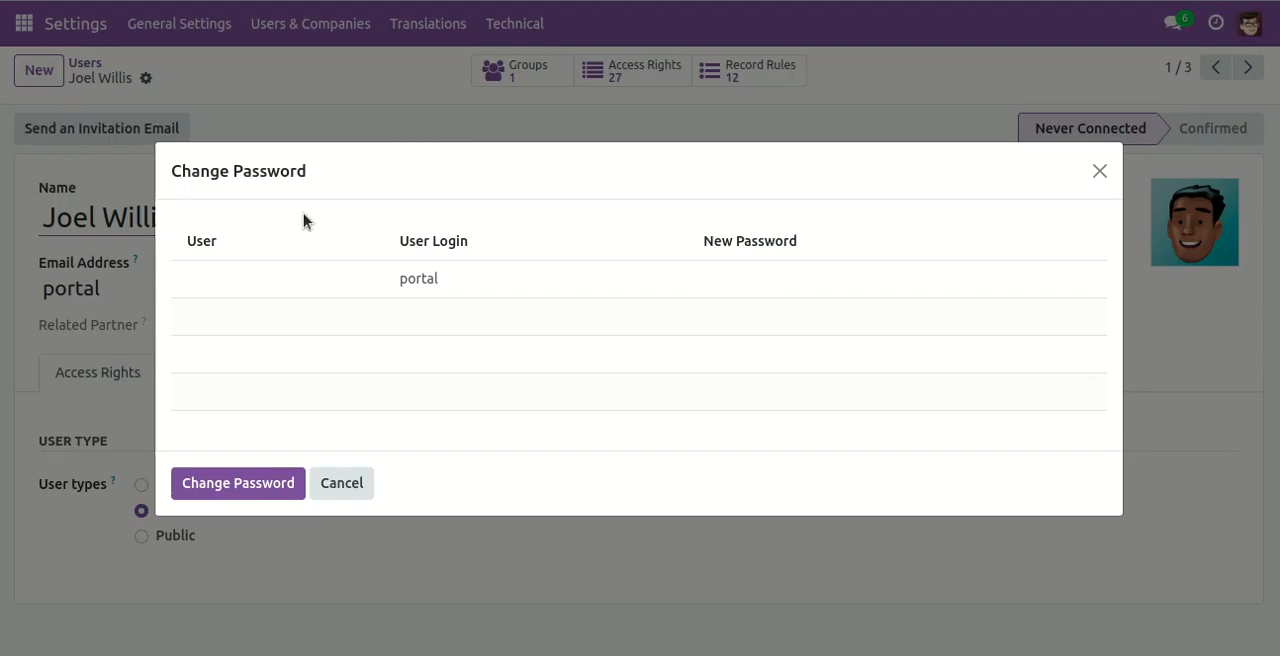 Settings General Settings Users & Companies Translations Technical 6
New Users Groups 1 Access Rights 27 Record Rules 12 1 / 3
Joel Willis
Send an Invitation Email Never Connected Confirmed
Change Password
Name
Joel Willi
User User Login New Password
Email Address ?
portal
portal
Related Partner ?
Access Rights
USER TYPE
User types ?
Change Password Cancel
Public